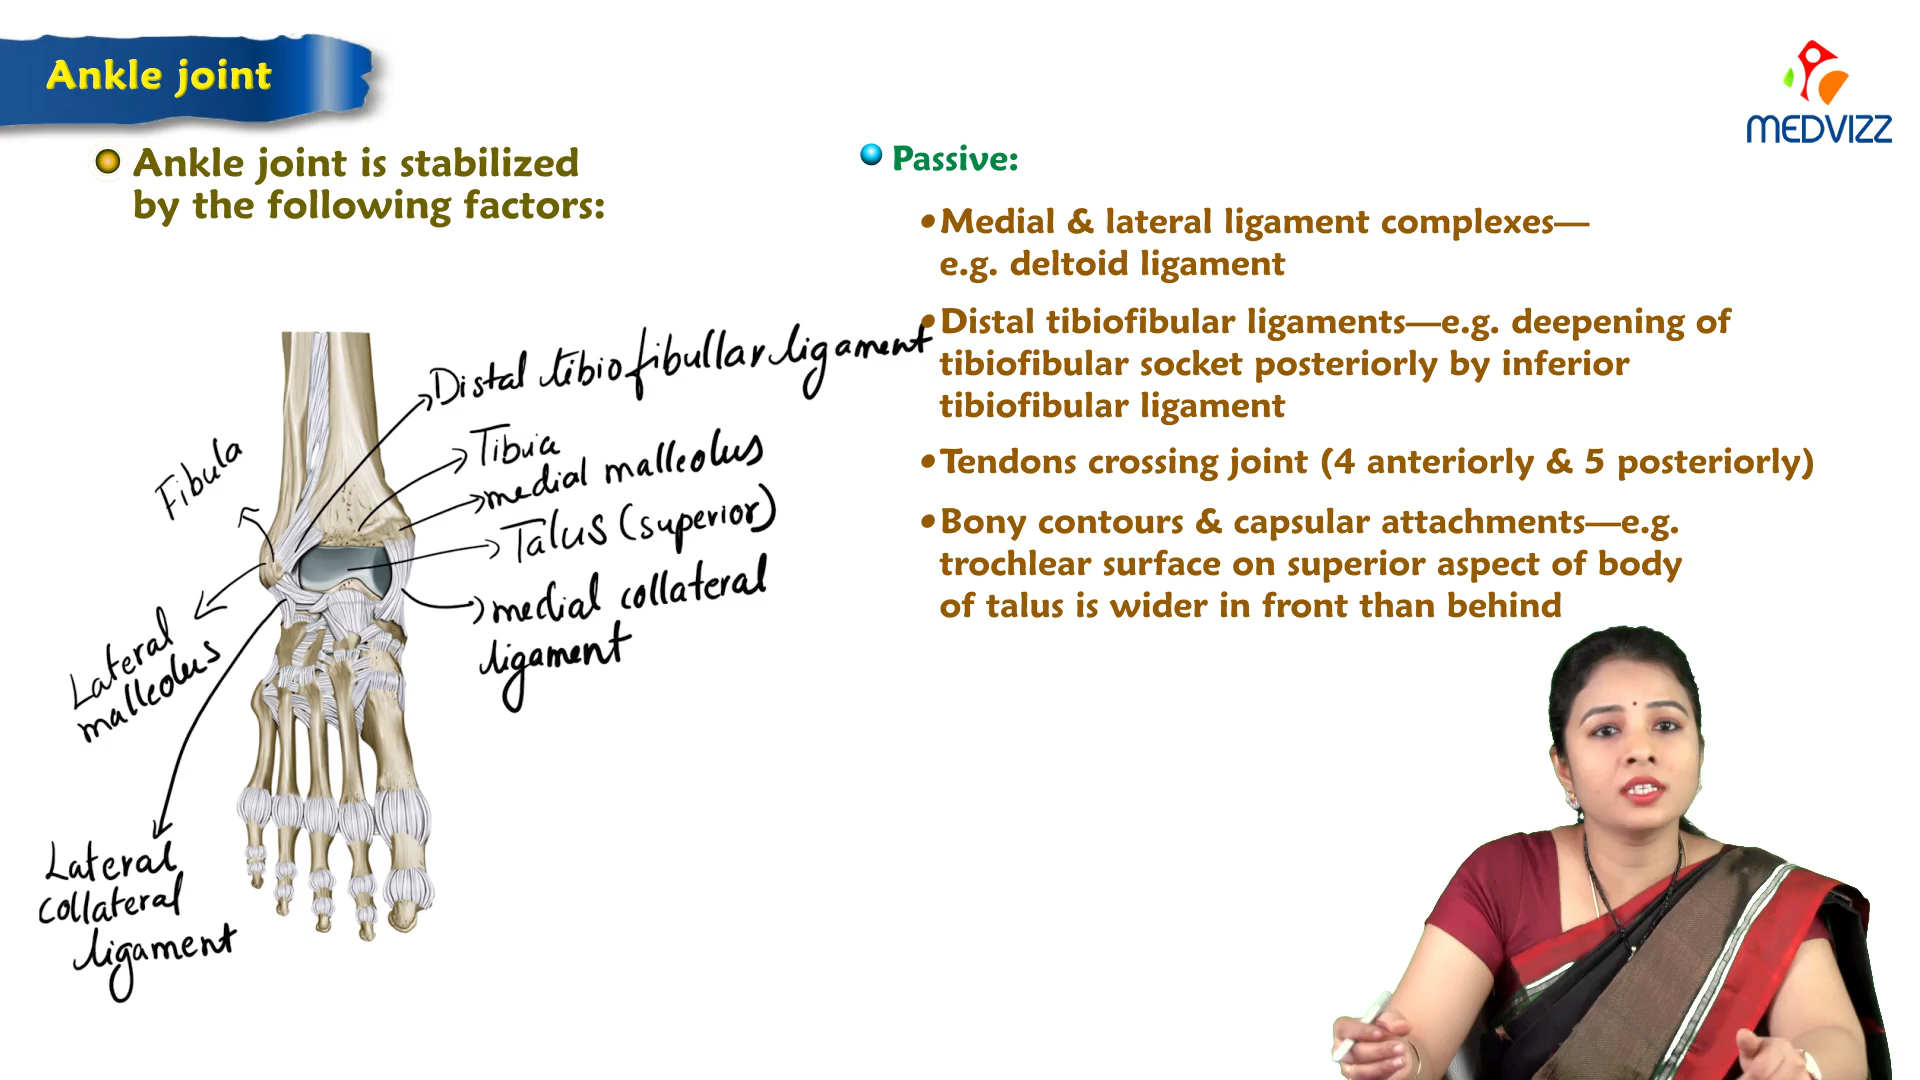 Ankle joint
MEDVIZZ
Ankle joint is stabilized
by the following factors:
Distal tibiofibullar ligament
Tibia
medial malleolus
Talus (superior)
medial collateral
ligament
Fibula
Lateral
malleolus
Lateral
collateral
ligament
Passive:
•Medial & lateral ligament complexes—
e.g. deltoid ligament
•Distal tibiofibular ligaments—e.g. deepening of
tibiofibular socket posteriorly by inferior
tibiofibular ligament
•Tendons crossing joint (4 anteriorly & 5 posteriorly)
•Bony contours & capsular attachments—e.g.
trochlear surface on superior aspect of body
of talus is wider in front than behind